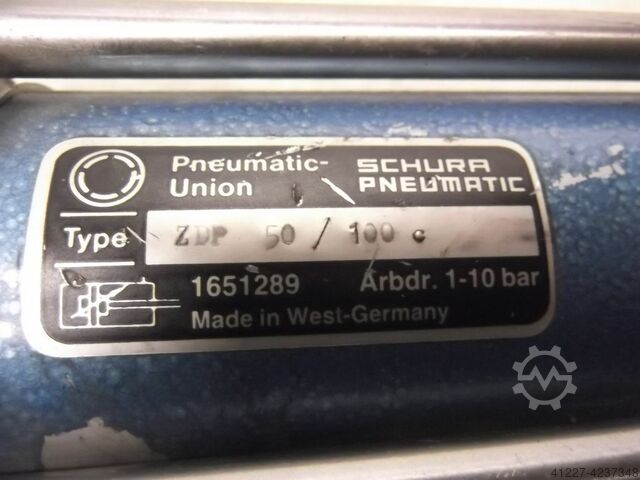 Pneumatic- SCHURA
Union PNEUMATIC
Type ZDP 50 / 100 c
1651289 Arbdr. 1-10 bar
Made in West-Germany
41227-4237348